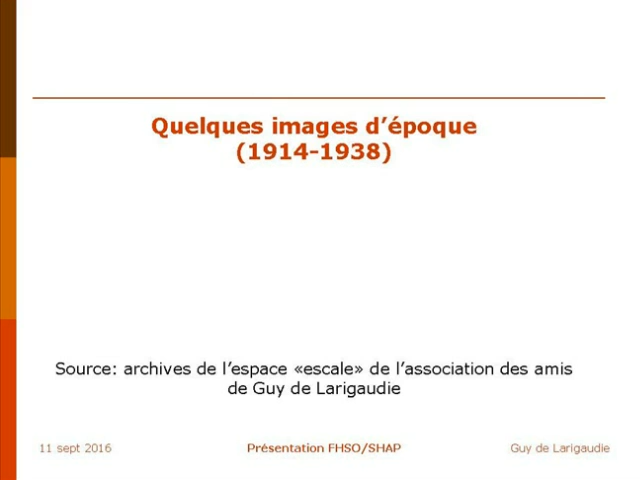 Quelques images d’époque
(1914-1938)
Source: archives de l’espace «escale» de l’association des amis
de Guy de Larigaudie
11 sept 2016
Présentation FHSO/SHAP
Guy de Larigaudie